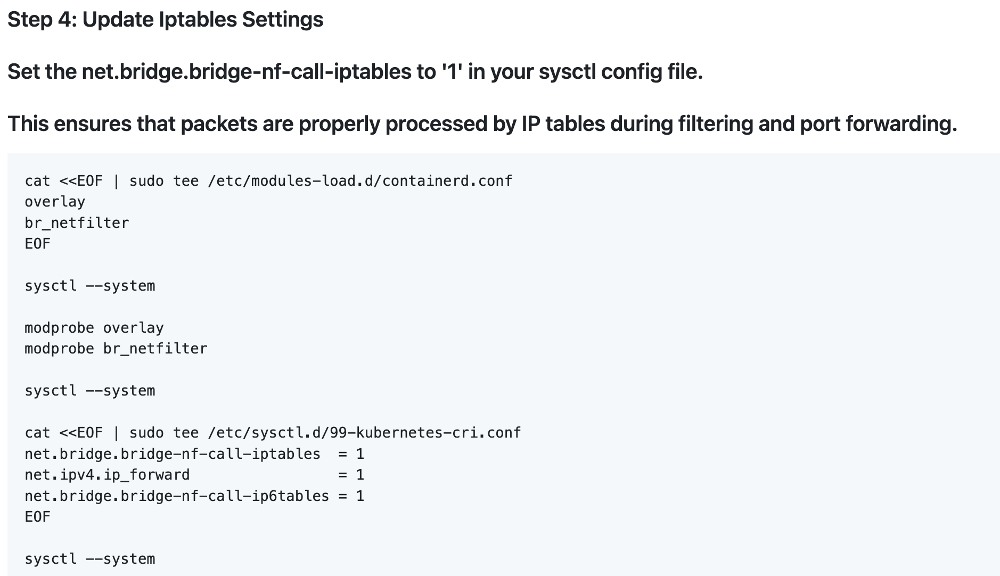 Step 4: Update Iptables Settings
Set the net.bridge.bridge-nf-call-iptables to '1' in your sysctl config file.
This ensures that packets are properly processed by IP tables during filtering and port forwarding.
cat <<EOF | sudo tee /etc/modules-load.d/containerd.conf
overlay
br_netfilter
EOF
sysctl --system
modprobe overlay
modprobe br_netfilter
sysctl --system
cat <<EOF | sudo tee /etc/sysctl.d/99-kubernetes-cri.conf
net.bridge.bridge-nf-call-iptables  = 1
net.ipv4.ip_forward                 = 1
net.bridge.bridge-nf-call-ip6tables = 1
EOF
sysctl --system